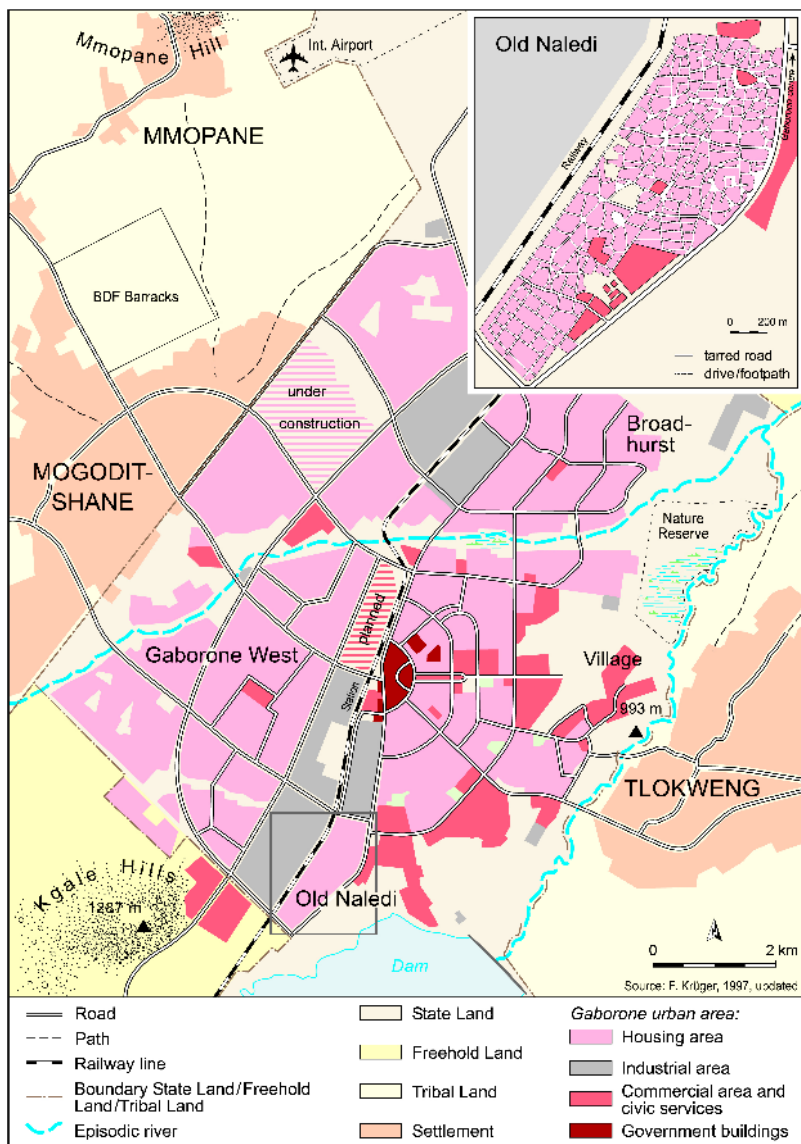 Mmopane Hill
Int. Airport
MMOPANE
BDF Barracks
Old Naledi
Railway
Gaborone centre
0 200 m
tarred road
drive/footpath
under
construction
Broad-
hurst
MOGODIT-
SHANE
Nature
Reserve
planned
Gaborone West
Station
Village
993 m
TLOKWENG
Kgale Hills
1287 m
Old Naledi
Dam
0 2 km
Source: F. Krüger, 1997, updated
Road
Path
Railway line
Boundary State Land/Freehold
Land/Tribal Land
Episodic river
State Land
Freehold Land
Tribal Land
Settlement
Gaborone urban area:
Housing area
Industrial area
Commercial area and
civic services
Government buildings